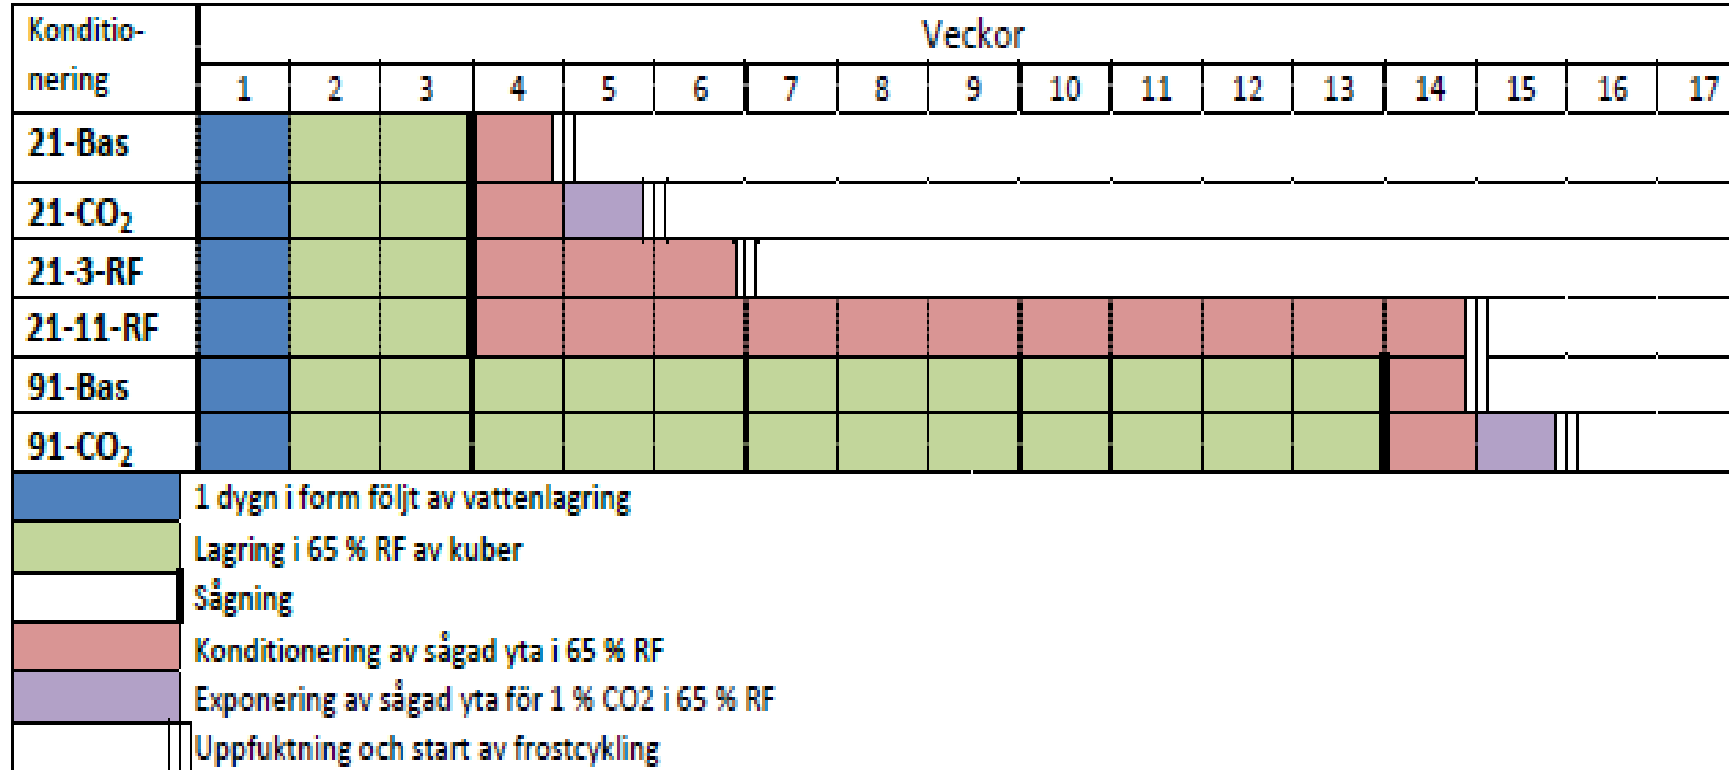 Konditio-
nering
Veckor
1 2 3 4 5 6 7 8 9 10 11 12 13 14 15 16 17
21-Bas
21-CO₂
21-3-RF
21-11-RF
91-Bas
91-CO₂
1 dygn i form följt av vattenlagring
Lagring i 65 % RF av kuber
Sågning
Konditionering av sågad yta i 65 % RF
Exponering av sågad yta för 1 % CO2 i 65 % RF
Uppfuktning och start av frostcykling